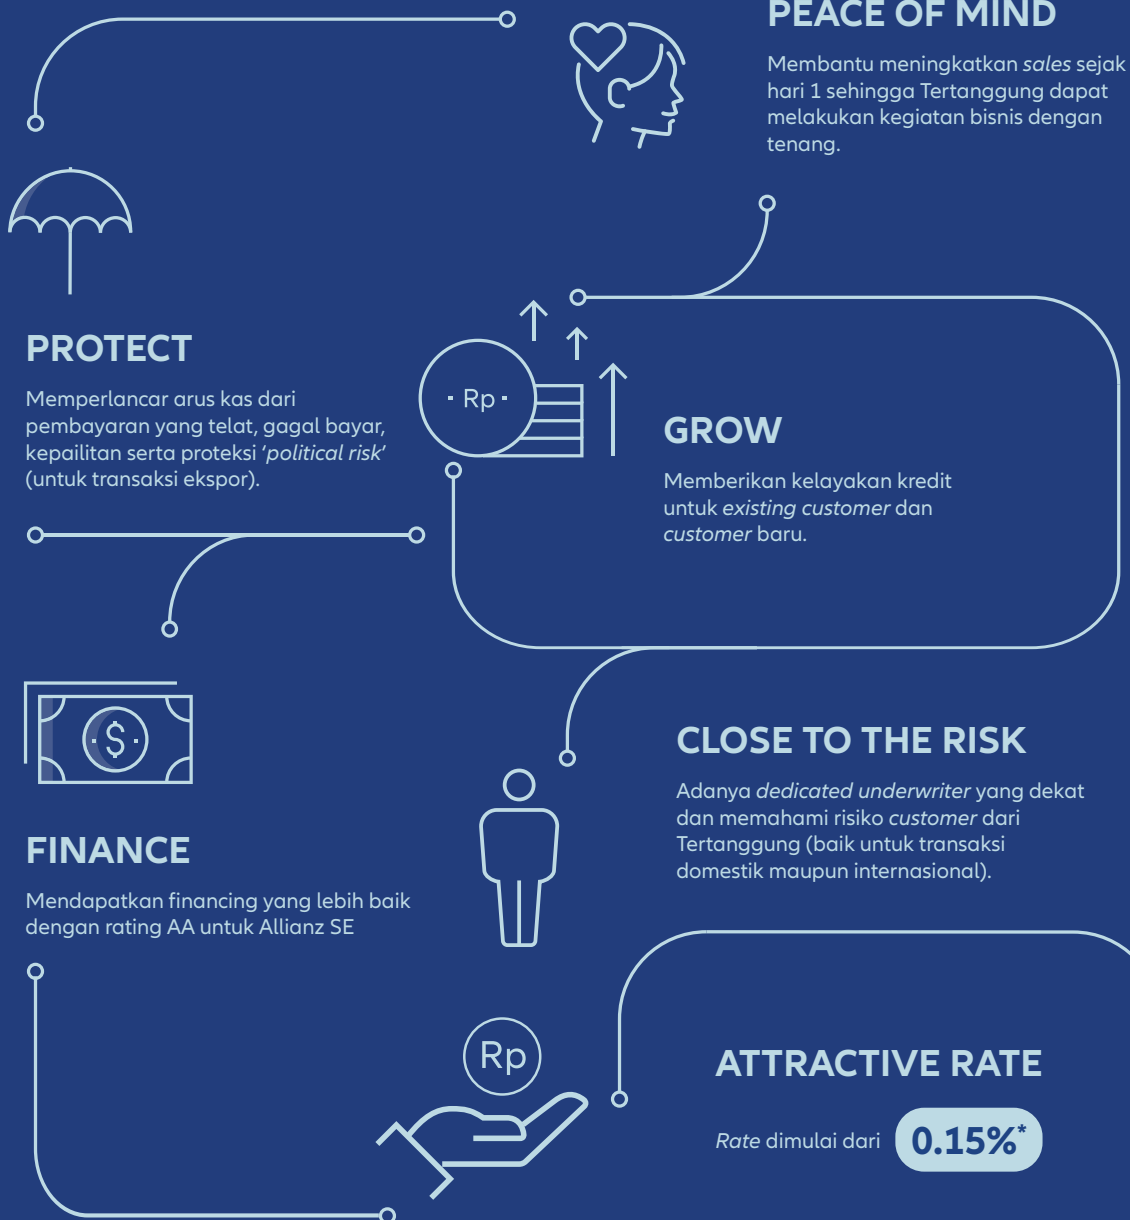 PEACE OF MIND
Membantu meningkatkan sales sejak
hari 1 sehingga Tertanggung dapat
melakukan kegiatan bisnis dengan
tenang.
PROTECT
Memperlancar arus kas dari
pembayaran yang telat, gagal bayar,
kepailitan serta proteksi ‘political risk’
(untuk transaksi ekspor).
· Rp ·
GROW
Memberikan kelayakan kredit
untuk existing customer dan
customer baru.
$
FINANCE
Mendapatkan financing yang lebih baik
dengan rating AA untuk Allianz SE
CLOSE TO THE RISK
Adanya dedicated underwriter yang dekat
dan memahami risiko customer dari
Tertanggung (baik untuk transaksi
domestik maupun internasional).
Rp
ATTRACTIVE RATE
Rate dimulai dari 0.15%*